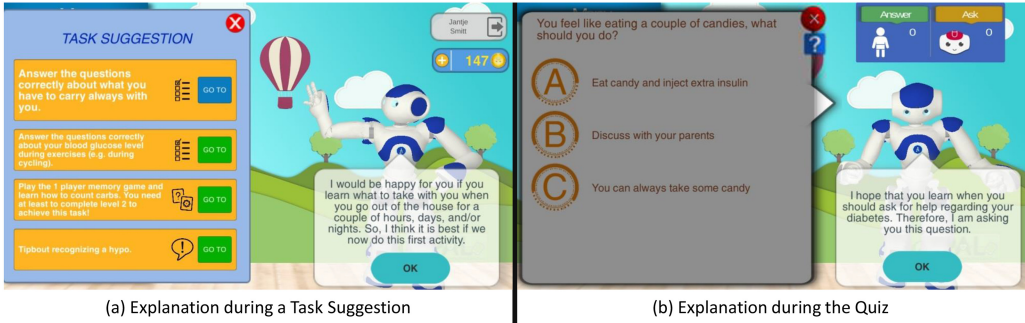 TASK SUGGESTION
Answer the questions
correctly about what you
have to carry always with
you.
GO TO
Answer the questions correctly
about your blood glucose level
during exercises (e.g. during
cycling).
GO TO
Play the 1 player memory game and
learn how to count carbs. You need
at least to complete level 2 to
achieve this task!
GO TO
Tipbout recognizing a hypo.
GO TO
Jantje
Smitt
147
I would be happy for you if you
learn what to take with you when
you go out of the house for a
couple of hours, days, and/or
nights. So, I think it is best if we
now do this first activity.
OK
(a) Explanation during a Task Suggestion
You feel like eating a couple of candies, what
should you do?
A
Eat candy and inject extra insulin
B
Discuss with your parents
C
You can always take some candy
?
Answer
0
Ask
0
I hope that you learn when you
should ask for help regarding your
diabetes. Therefore, I am asking
you this question.
OK
(b) Explanation during the Quiz